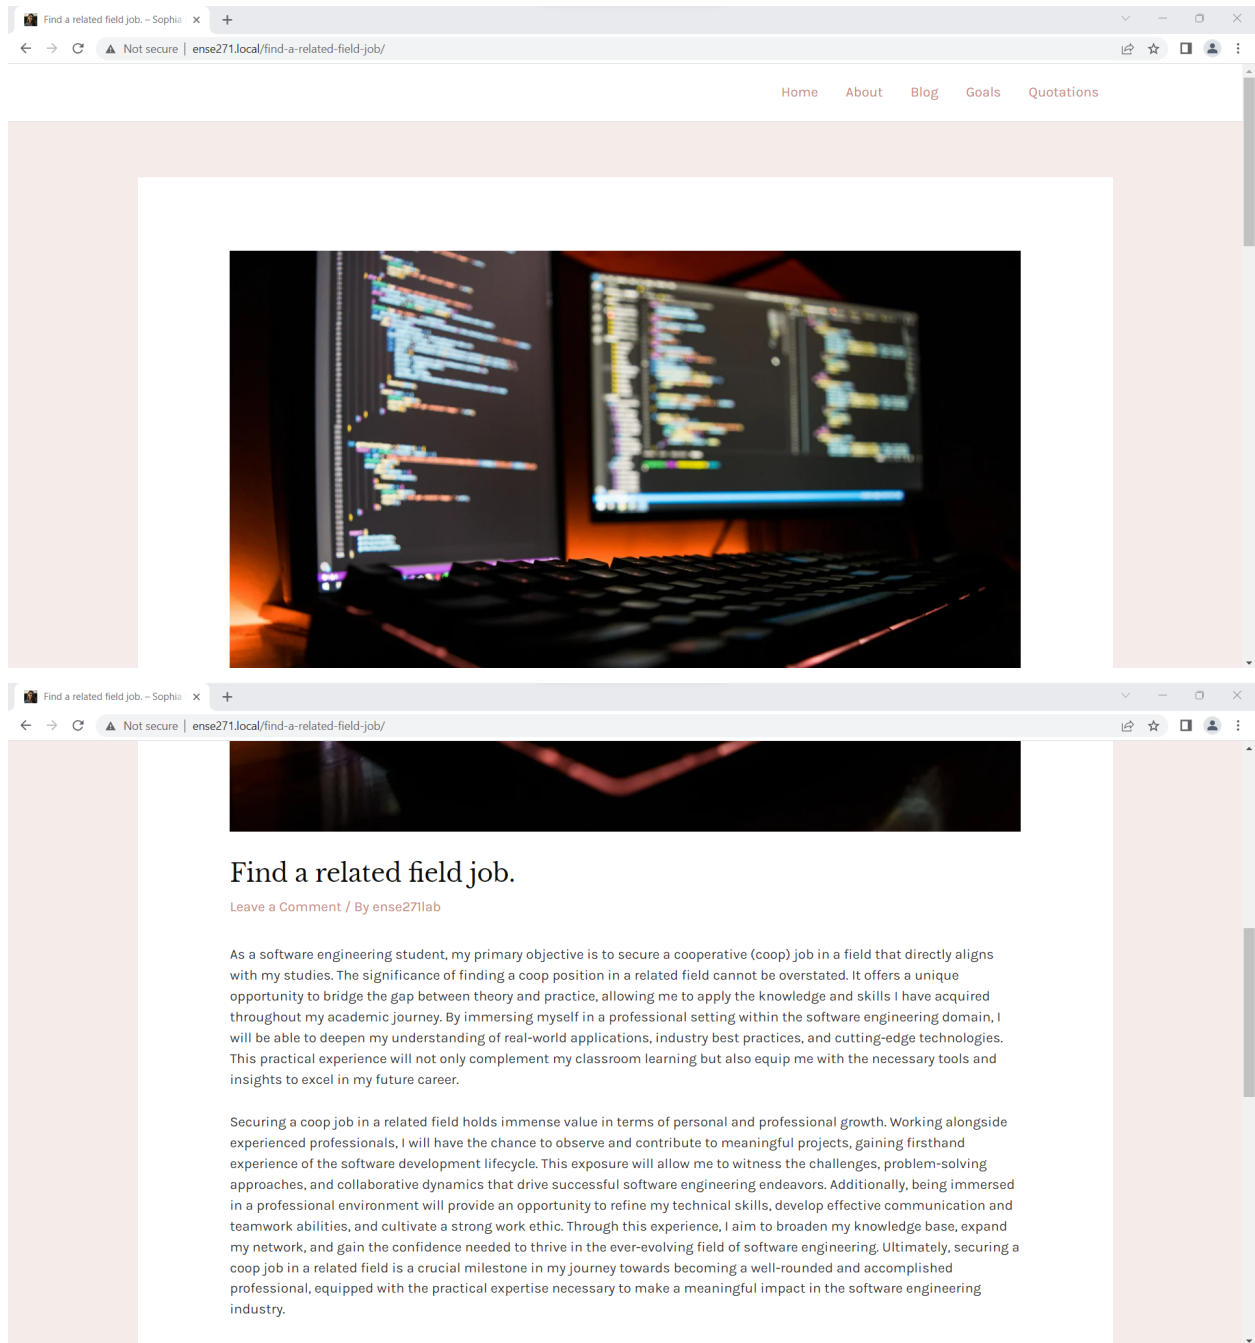 Find a related field job. – Sophia
Not secure | ense271.local/find-a-related-field-job/
Home About Blog Goals Quotations
Find a related field job. – Sophia
Not secure | ense271.local/find-a-related-field-job/
Find a related field job.
Leave a Comment / By ense271lab
As a software engineering student, my primary objective is to secure a cooperative (coop) job in a field that directly aligns
with my studies. The significance of finding a coop position in a related field cannot be overstated. It offers a unique
opportunity to bridge the gap between theory and practice, allowing me to apply the knowledge and skills I have acquired
throughout my academic journey. By immersing myself in a professional setting within the software engineering domain, I
will be able to deepen my understanding of real-world applications, industry best practices, and cutting-edge technologies.
This practical experience will not only complement my classroom learning but also equip me with the necessary tools and
insights to excel in my future career.
Securing a coop job in a related field holds immense value in terms of personal and professional growth. Working alongside
experienced professionals, I will have the chance to observe and contribute to meaningful projects, gaining firsthand
experience of the software development lifecycle. This exposure will allow me to witness the challenges, problem-solving
approaches, and collaborative dynamics that drive successful software engineering endeavors. Additionally, being immersed
in a professional environment will provide an opportunity to refine my technical skills, develop effective communication and
teamwork abilities, and cultivate a strong work ethic. Through this experience, I aim to broaden my knowledge base, expand
my network, and gain the confidence needed to thrive in the ever-evolving field of software engineering. Ultimately, securing a
coop job in a related field is a crucial milestone in my journey towards becoming a well-rounded and accomplished
professional, equipped with the practical expertise necessary to make a meaningful impact in the software engineering
industry.